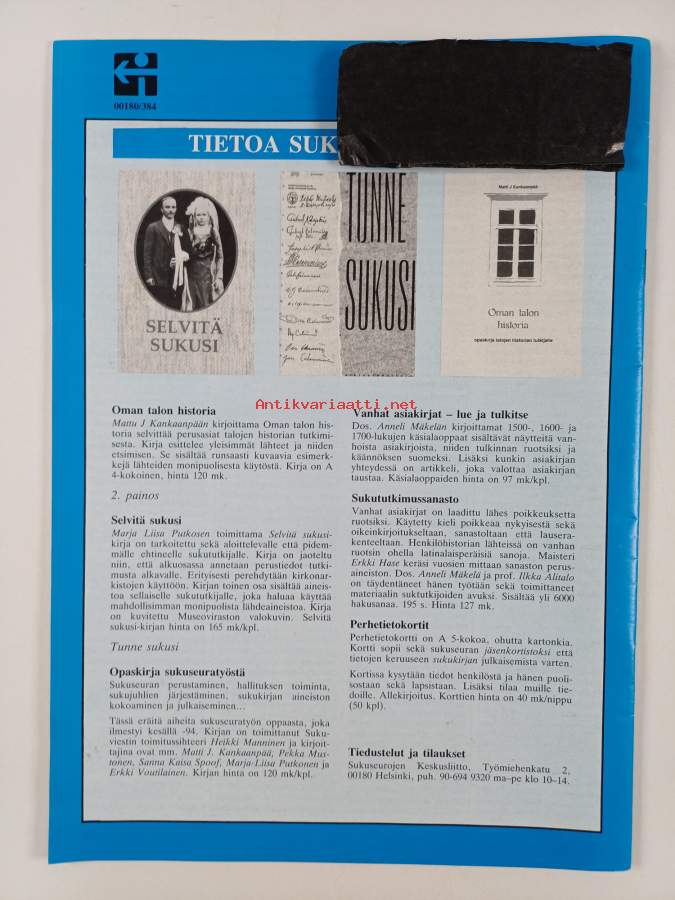 00180/384
TIETOA SUK
SELVITÄ
SUKUSI
TUNNE
SUKUSI
Matti J Kankaanpää
Oman talon
historia
opaskirja talojen historian tutkijalle
Antikvariaatti.net
Oman talon historia
Mattu J Kankaanpään kirjoittama Oman talon his-
toria selvittää perusasiat talojen historian tutkimi-
sesta. Kirja esittelee yleisimmät lähteet ja niiden
etsimisen. Se sisältää runsaasti kuvaavia esimerk-
kejä lähteiden monipuolisesta käytöstä. Kirja on A
4-kokoinen, hinta 120 mk.
2. painos
Selvitä sukusi
Marja Liisa Putkosen toimittama Selvitä sukusi-
kirja on tarkoitettu sekä aloittelevalle että pidem-
mälle ehtineelle sukututkijalle. Kirja on jaoteltu
niin, että alkuosassa annetaan perustiedot tutki-
musta alkavalle. Erityisesti perehdytään kirkonar-
kistojen käyttöön. Kirjan toinen osa sisältää aineis-
toa sellaiselle sukututkijalle, joka haluaa käyttää
mahdollisimman monipuolista lähdeaineistoa. Kirja
on kuvitettu Museoviraston valokuvin. Selvitä
sukusi-kirjan hinta on 165 mk/kpl.
Tunne sukusi
Opaskirja sukuseuratyöstä
Sukuseuran perustaminen, hallituksen toiminta,
sukujuhlien järjestäminen, sukukirjan aineiston
kokoaminen ja julkaiseminen...
Tässä eräitä aiheita sukuseuratyön oppaasta, joka
ilmestyi kesällä -94. Kirjan on toimittanut Suku-
viestin toimitussihteeri Heikki Manninen ja kirjoit-
tajina ovat mm. Matti J. Kankaanpää, Pekka Mus-
tonen, Sanna Kaisa Spoof, Marja-Liisa Putkonen ja
Erkki Voutilainen. Kirjan hinta on 120 mk/kpl.
Vanhat asiakirjat – lue ja tulkitse
Dos. Anneli Mäkelän kirjoittamat 1500-, 1600- ja
1700-lukujen käsialaoppaat sisältävät näytteitä van-
hoista asiakirjoista, niiden tulkinnan ruotsiksi ja
käännöksen suomeksi. Lisäksi kunkin asiakirjan
yhteydessä on artikkeli, joka valottaa asiakirjan
taustaa. Käsialaoppaiden hinta on 97 mk/kpl.
Sukututkimussanasto
Vanhat asiakirjat on laadittu lähes poikkeuksetta
ruotsiksi. Käytetty kieli poikkeaa nykyisestä sekä
oikeinkirjoitukseltaan, sanastoltaan että lausera-
kenteeltaan. Henkilöhistorian lähteissä on vanhan
ruotsin ohella latinalaisperäisiä sanoja. Maisteri
Erkki Hase keräsi vuosien mittaan sanaston perus-
aineiston. Dos. Anneli Mäkelä ja prof. Ilkka Alitalo
on täydentäneet hänen työtään sekä toimittaneet
materiaalin suktutkijoiden avuksi. Sisältää yli 6000
hakusanaa. 195 s. Hinta 127 mk.
Perhetietokortit
Perhetietokortti on A 5-kokoa, ohutta kartonkia.
Kortti sopii sekä sukuseuran jäsenkortistoksi että
tietojen keruuseen sukukirjan julkaisemista varten.
Kortissa kysytään tiedot henkilöstä ja hänen puoli-
sostaan sekä lapsistaan. Lisäksi tilaa muille tie-
doille. Allekirjoitus. Korttien hinta on 40 mk/nippu
(50 kpl).
Tiedustelut ja tilaukset
Sukuseurojen Keskusliitto, Työmiehenkatu 2,
00180 Helsinki, puh. 90-694 9320 ma–pe klo 10–14.